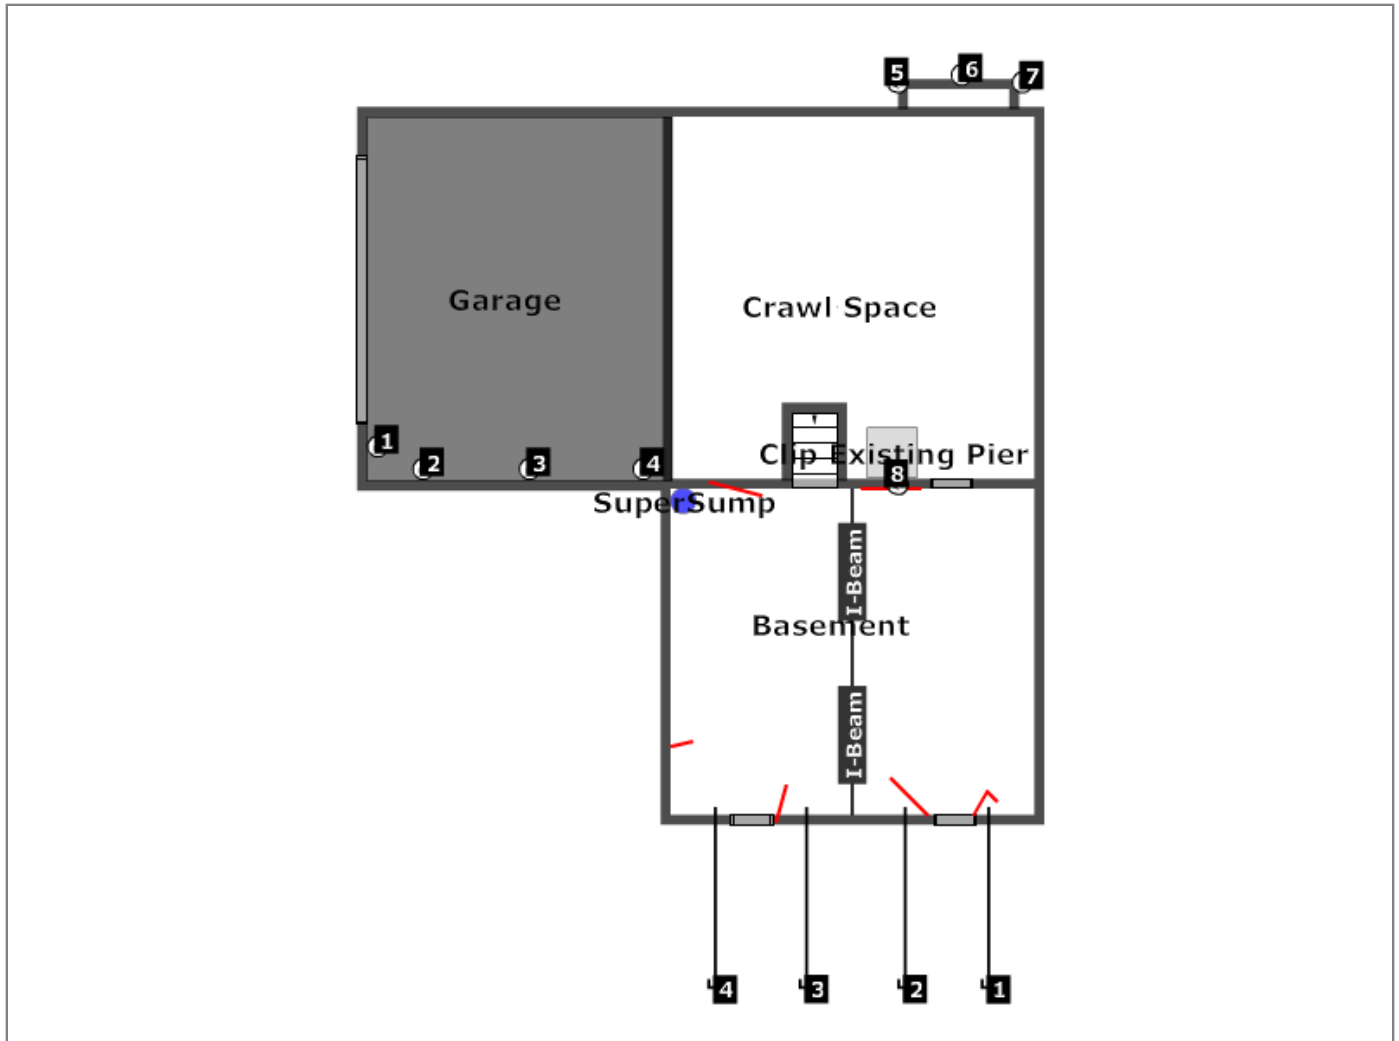 5 6 7
Garage
Crawl Space
1
2 3 4
Clip Existing Pier
8
SuperSump
I-Beam
Basement
I-Beam
4 3 2 1